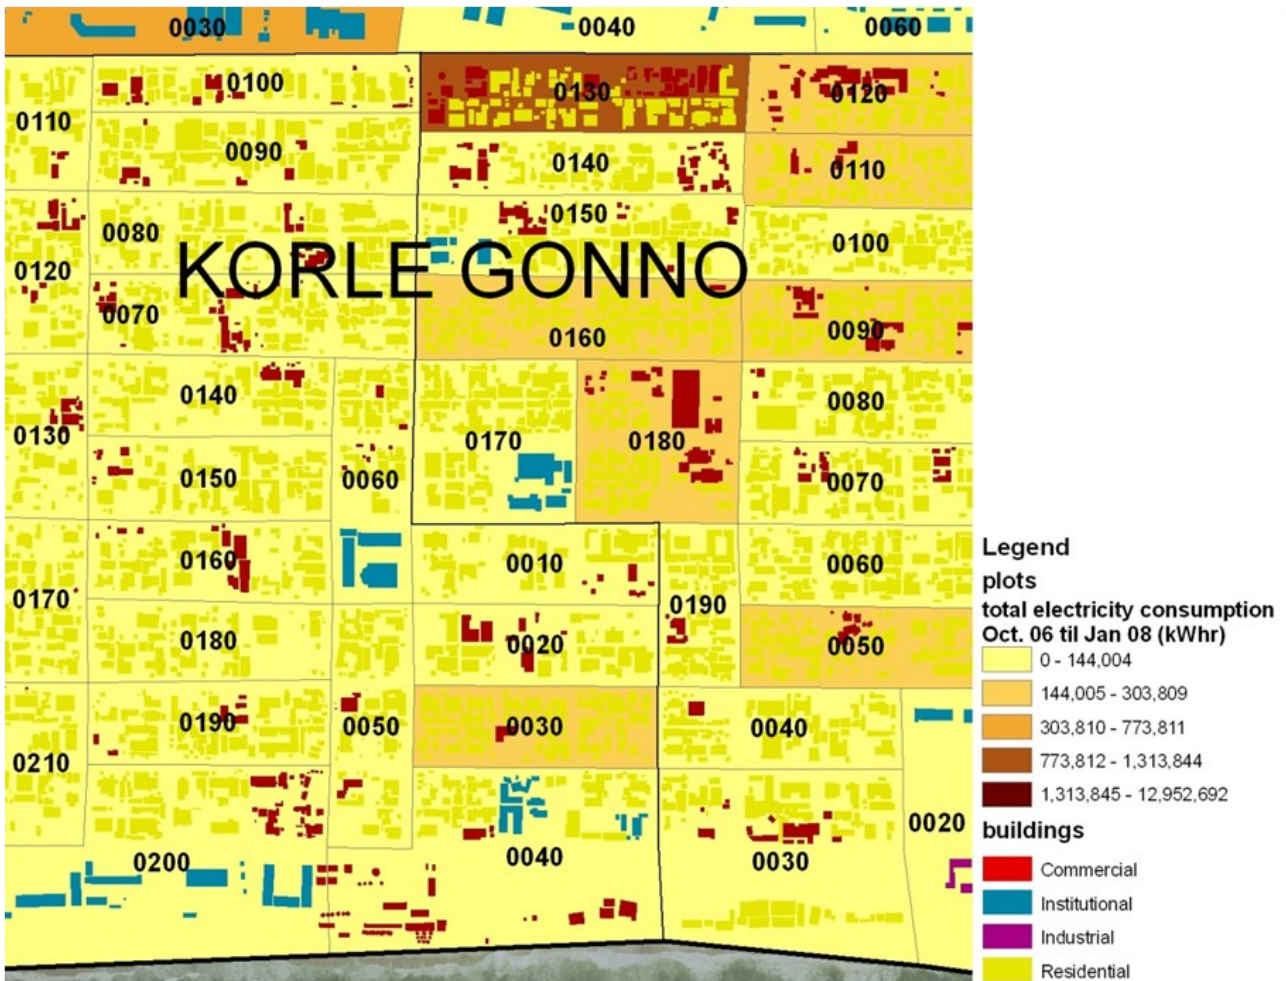 0030
0040
0060
0100
0130
0120
0110
0090
0140
0110
0080
0150
0100
KORLE GONNO
0120
0070
0160
0090
0140
0080
0130
0170
0180
0150
0060
0070
0160
0010
0060
0170
0190
0180
0020
0050
0190
0050
0030
0040
0210
0020
0200
0040
0030
Legend
plots
total electricity consumption
Oct. 06 til Jan 08 (kWhr)
0 - 144,004
144,005 - 303,809
303,810 - 773,811
773,812 - 1,313,844
1,313,845 - 12,952,692
buildings
Commercial
Institutional
Industrial
Residential